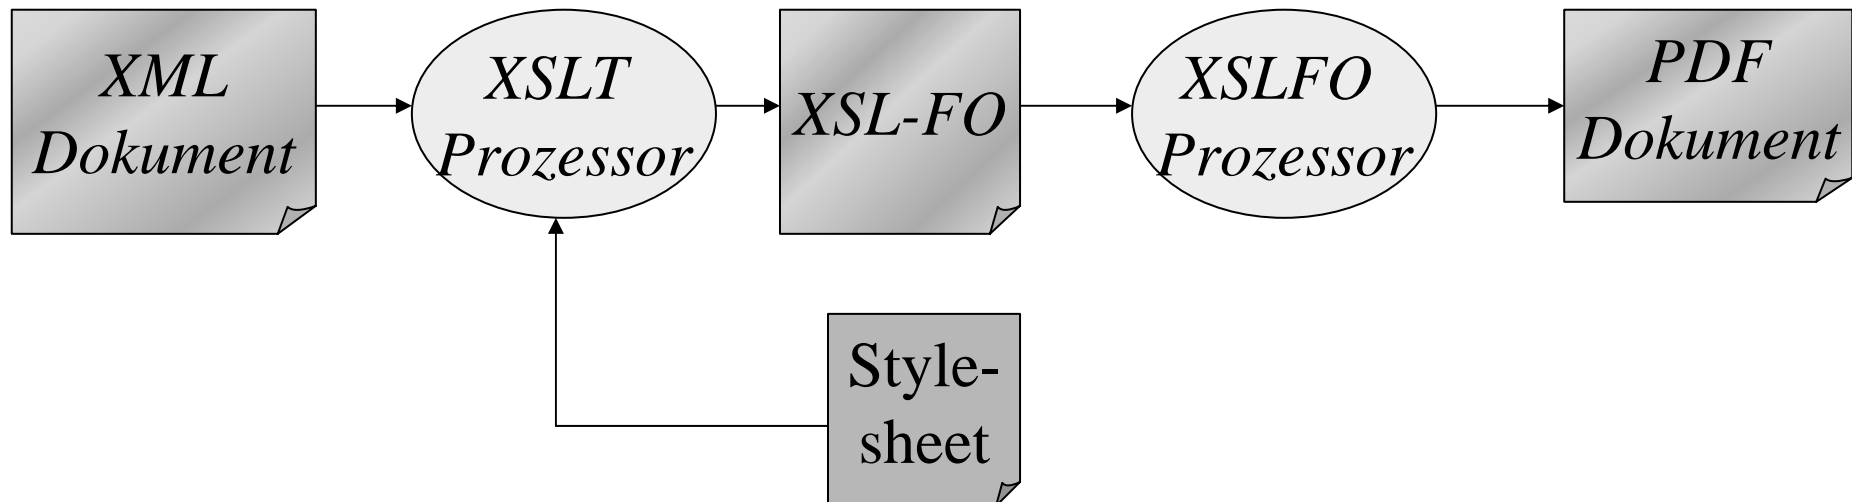 XML
Dokument
XSLT
Prozessor
XSL-FO
XSLFO
Prozessor
PDF
Dokument
Style-
sheet